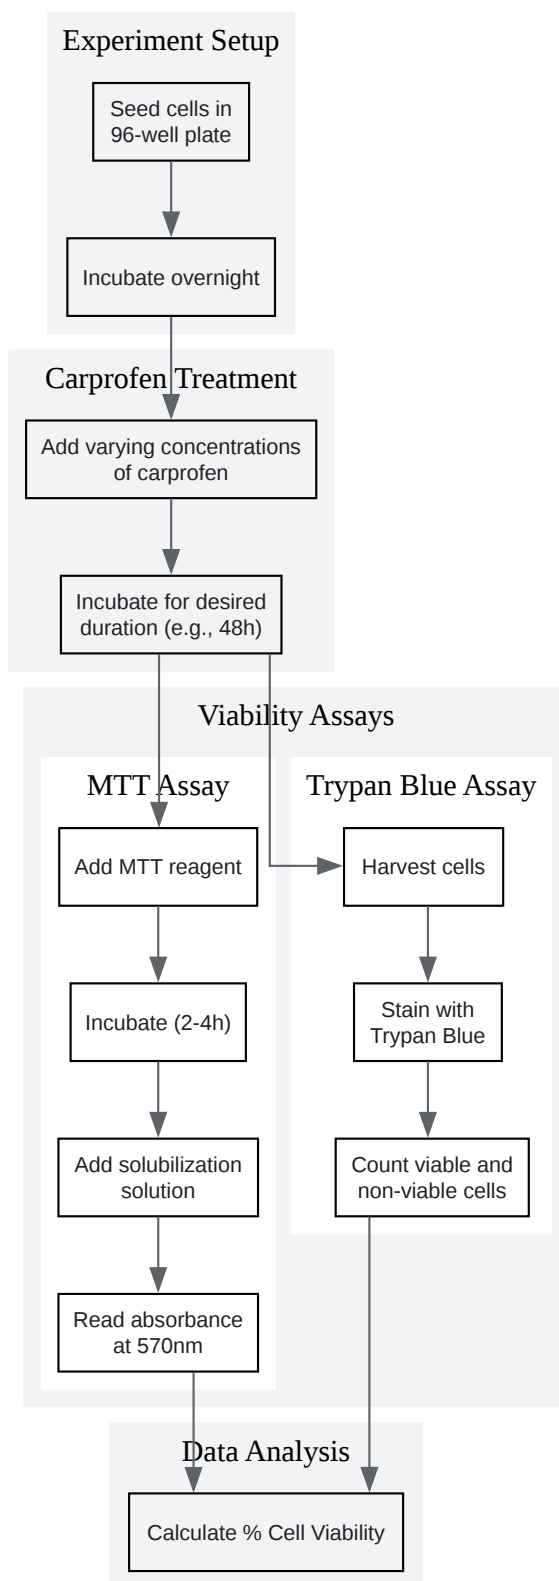 Experiment Setup
Seed cells in
96-well plate
Incubate overnight
Carprofen Treatment
Add varying concentrations
of carprofen
Incubate for desired
duration (e.g., 48h)
Viability Assays
MTT Assay
Add MTT reagent
Incubate (2-4h)
Add solubilization
solution
Read absorbance
at 570nm
Trypan Blue Assay
Harvest cells
Stain with
Trypan Blue
Count viable and
non-viable cells
Data Analysis
Calculate % Cell Viability